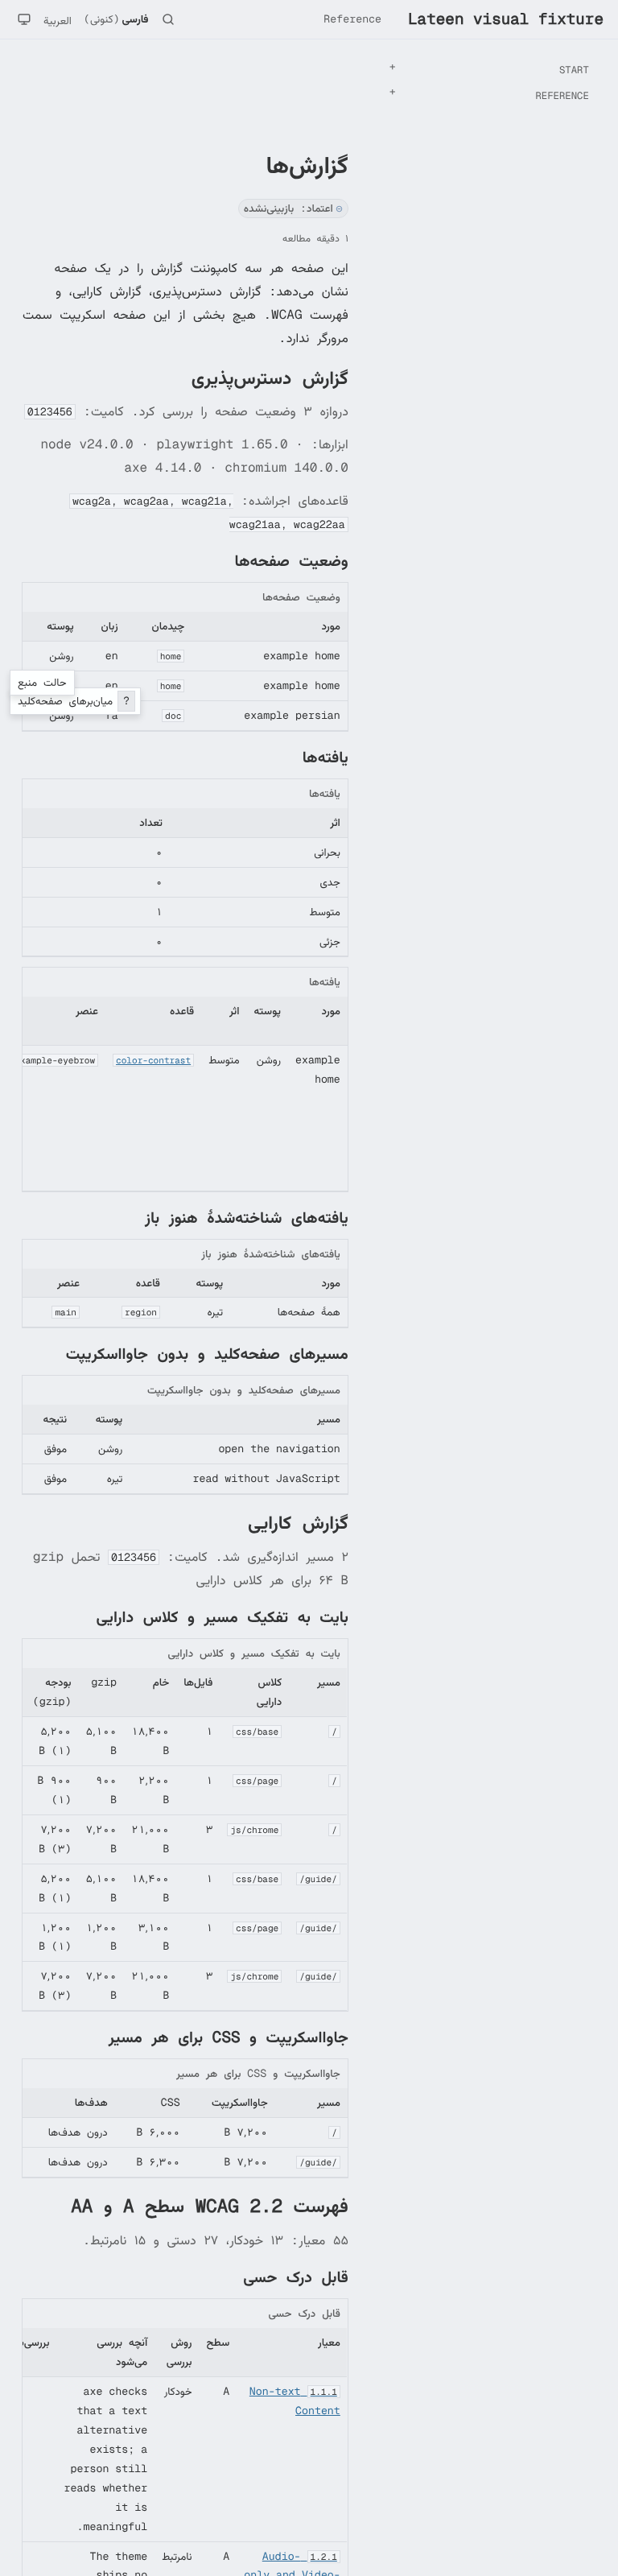 Lateen visual fixture
Reference
فارسی (کنونی)
العربية
START +
REFERENCE +
گزارش‌ها
اعتماد: بازبینی‌نشده
۱ دقیقه مطالعه
این صفحه هر سه کامپوننت گزارش را در یک صفحه
نشان می‌دهد: گزارش دسترس‌پذیری، گزارش کارایی، و
فهرست WCAG. هیچ بخشی از این صفحه اسکریپت سمت
مرورگر ندارد.
گزارش دسترس‌پذیری
دروازه ۳ وضعیت صفحه را بررسی کرد. کامیت: 0123456
ابزارها: node v24.0.0 · playwright 1.65.0 ·
axe 4.14.0 · chromium 140.0.0
قاعده‌های اجراشده: wcag2a, wcag2aa, wcag21a,
wcag21aa, wcag22aa
وضعیت صفحه‌ها
وضعیت صفحه‌ها
مورد چیدمان زبان پوسته
example home home en روشن
example home home en
حالت منبع
? میان‌برهای صفحه‌کلید
example persian doc fa روشن
یافته‌ها
یافته‌ها
اثر تعداد
بحرانی ۰
جدی ۰
متوسط ۱
جزئی ۰
یافته‌ها
مورد پوسته اثر قاعده عنصر
example روشن متوسط color-contrast xample-eyebrow
home
یافته‌های شناخته‌شدهٔ هنوز باز
یافته‌های شناخته‌شدهٔ هنوز باز
مورد پوسته قاعده عنصر
همهٔ صفحه‌ها تیره region main
مسیرهای صفحه‌کلید و بدون جاوااسکریپت
مسیرهای صفحه‌کلید و بدون جاوااسکریپت
مسیر پوسته نتیجه
open the navigation روشن موفق
read without JavaScript تیره موفق
گزارش کارایی
۲ مسیر اندازه‌گیری شد. کامیت: 0123456 تحمل gzip
۶۴ B برای هر کلاس دارایی
بایت به تفکیک مسیر و کلاس دارایی
بایت به تفکیک مسیر و کلاس دارایی
مسیر کلاس فایل‌ها خام gzip بودجه
دارایی (gzip)
/ css/base ۱ ۱۸,۴۰۰ ۵,۱۰۰ ۵,۲۰۰
B B B (۱)
/ css/page ۱ ۲,۲۰۰ ۹۰۰ ۹۰۰ B
B B (۱)
/ js/chrome ۳ ۲۱,۰۰۰ ۷,۲۰۰ ۷,۲۰۰
B B B (۳)
/guide/ css/base ۱ ۱۸,۴۰۰ ۵,۱۰۰ ۵,۲۰۰
B B B (۱)
/guide/ css/page ۱ ۳,۱۰۰ ۱,۲۰۰ ۱,۲۰۰
B B B (۱)
/guide/ js/chrome ۳ ۲۱,۰۰۰ ۷,۲۰۰ ۷,۲۰۰
B B B (۳)
جاوااسکریپت و CSS برای هر مسیر
جاوااسکریپت و CSS برای هر مسیر
مسیر جاوااسکریپت CSS هدف‌ها
/ ۷,۲۰۰ B ۶,۰۰۰ B درون هدف‌ها
/guide/ ۷,۲۰۰ B ۶,۳۰۰ B درون هدف‌ها
فهرست WCAG 2.2 سطح A و AA
۵۵ معیار: ۱۳ خودکار، ۲۷ دستی و ۱۵ نامرتبط.
قابل درک حسی
قابل درک حسی
معیار سطح روش آنچه بررسی
بررسی می‌شود
1.1.1 Non-text A خودکار axe checks
Content that a text
alternative
exists; a
person still
reads whether
it is
meaningful.
1.2.1 Audio- A نامرتبط The theme
only and Video- ships no